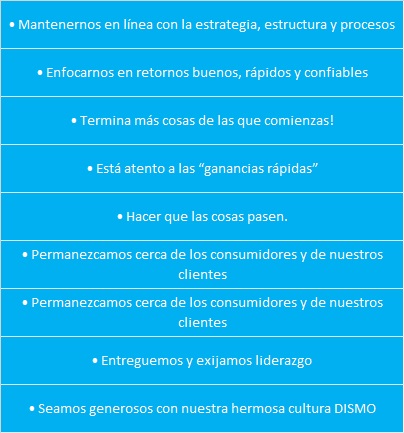 • Mantenernos en línea con la estrategia, estructura y procesos
• Enfocarnos en retornos buenos, rápidos y confiables
• Termina más cosas de las que comienzas!
• Está atento a las “ganancias rápidas”
• Hacer que las cosas pasen.
• Permanezcamos cerca de los consumidores y de nuestros
clientes
• Permanezcamos cerca de los consumidores y de nuestros
clientes
• Entreguemos y exijamos liderazgo
• Seamos generosos con nuestra hermosa cultura DISMO